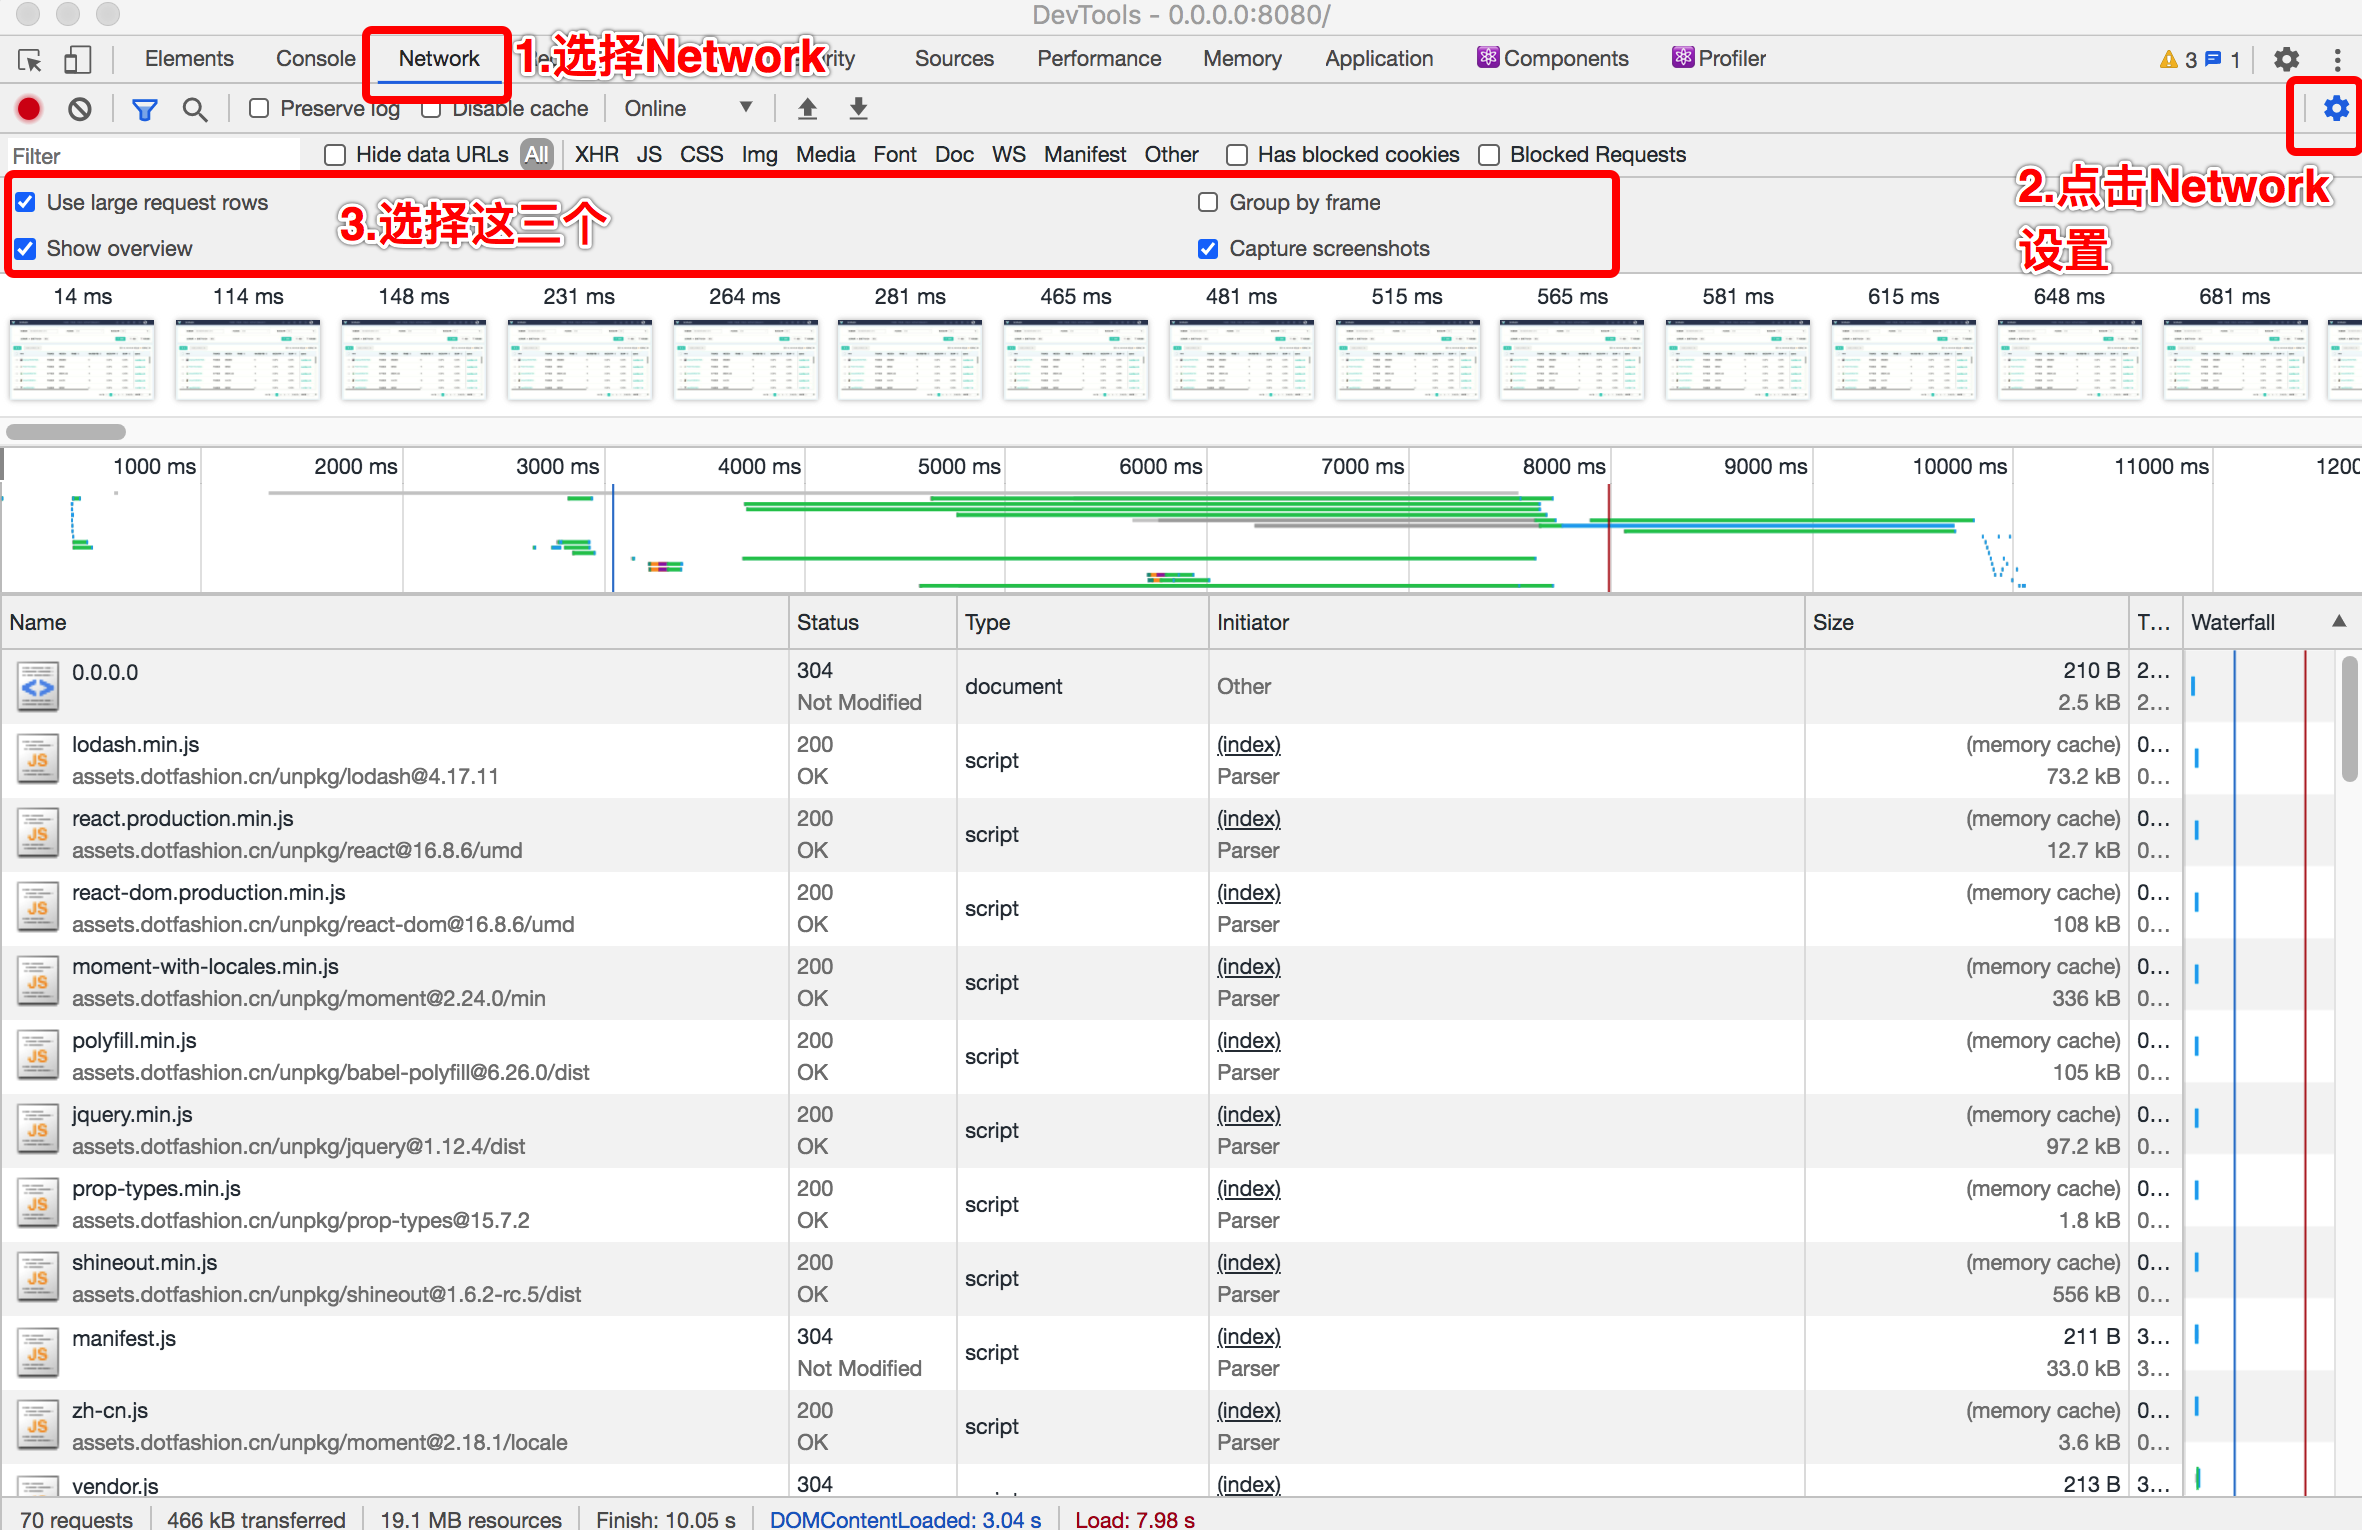 DevTools - 0.0.0.0:8080/
Elements Console Network 1.选择Network Sources Performance Memory Application Components Profiler 3 1
Preserve log Disable cache Online
Filter Hide data URLs All XHR JS CSS Img Media Font Doc WS Manifest Other Has blocked cookies Blocked Requests
Use large request rows Group by frame
3.选择这三个
Show overview Capture screenshots
2.点击Network
设置
14 ms 114 ms 148 ms 231 ms 264 ms 281 ms 465 ms 481 ms 515 ms 565 ms 581 ms 615 ms 648 ms 681 ms
1000 ms 2000 ms 3000 ms 4000 ms 5000 ms 6000 ms 7000 ms 8000 ms 9000 ms 10000 ms 11000 ms 1200
Name Status Type Initiator Size T... Waterfall
0.0.0.0 304 document Other 210 B 2...
Not Modified 2.5 kB 2...
lodash.min.js 200 script (index) (memory cache) 0...
assets.dotfashion.cn/unpkg/lodash@4.17.11 OK Parser 73.2 kB 0...
react.production.min.js 200 script (index) (memory cache) 0...
assets.dotfashion.cn/unpkg/react@16.8.6/umd OK Parser 12.7 kB 0...
react-dom.production.min.js 200 script (index) (memory cache) 0...
assets.dotfashion.cn/unpkg/react-dom@16.8.6/umd OK Parser 108 kB 0...
moment-with-locales.min.js 200 script (index) (memory cache) 0...
assets.dotfashion.cn/unpkg/moment@2.24.0/min OK Parser 336 kB 0...
polyfill.min.js 200 script (index) (memory cache) 0...
assets.dotfashion.cn/unpkg/babel-polyfill@6.26.0/dist OK Parser 105 kB 0...
jquery.min.js 200 script (index) (memory cache) 0...
assets.dotfashion.cn/unpkg/jquery@1.12.4/dist OK Parser 97.2 kB 0...
prop-types.min.js 200 script (index) (memory cache) 0...
assets.dotfashion.cn/unpkg/prop-types@15.7.2 OK Parser 1.8 kB 0...
shineout.min.js 200 script (index) (memory cache) 0...
assets.dotfashion.cn/unpkg/shineout@1.6.2-rc.5/dist OK Parser 556 kB 0...
manifest.js 304 script (index) 211 B 3...
Not Modified Parser 33.0 kB 3...
zh-cn.js 200 script (index) (memory cache) 0...
assets.dotfashion.cn/unpkg/moment@2.18.1/locale OK Parser 3.6 kB 0...
vendor.js 304 (index) 213 B 3...
70 requests 466 kB transferred 19.1 MB resources Finish: 10.05 s DOMContentLoaded: 3.04 s Load: 7.98 s